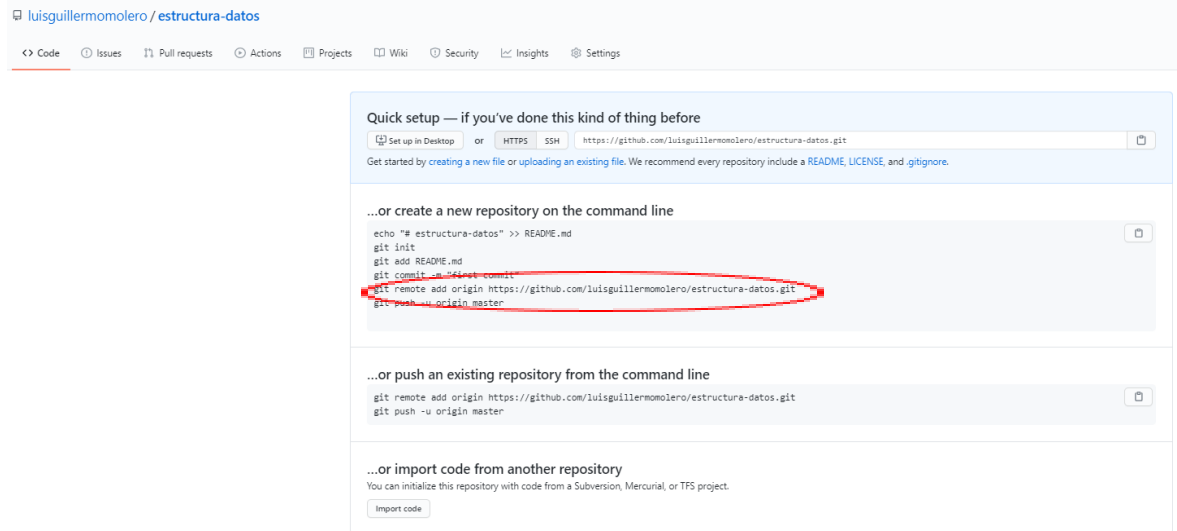 luisguillermomolero / estructura-datos
Code Issues Pull requests Actions Projects Wiki Security Insights Settings
Quick setup — if you've done this kind of thing before
Set up in Desktop or HTTPS SSH https://github.com/luisguillermomolero/estructura-datos.git
Get started by creating a new file or uploading an existing file. We recommend every repository include a README, LICENSE, and .gitignore.
...or create a new repository on the command line
echo "# estructura-datos" >> README.md
git init
git add README.md
git commit -m "first commit"
git remote add origin https://github.com/luisguillermomolero/estructura-datos.git
git push -u origin master
...or push an existing repository from the command line
git remote add origin https://github.com/luisguillermomolero/estructura-datos.git
git push -u origin master
...or import code from another repository
You can initialize this repository with code from a Subversion, Mercurial, or TFS project.
Import code